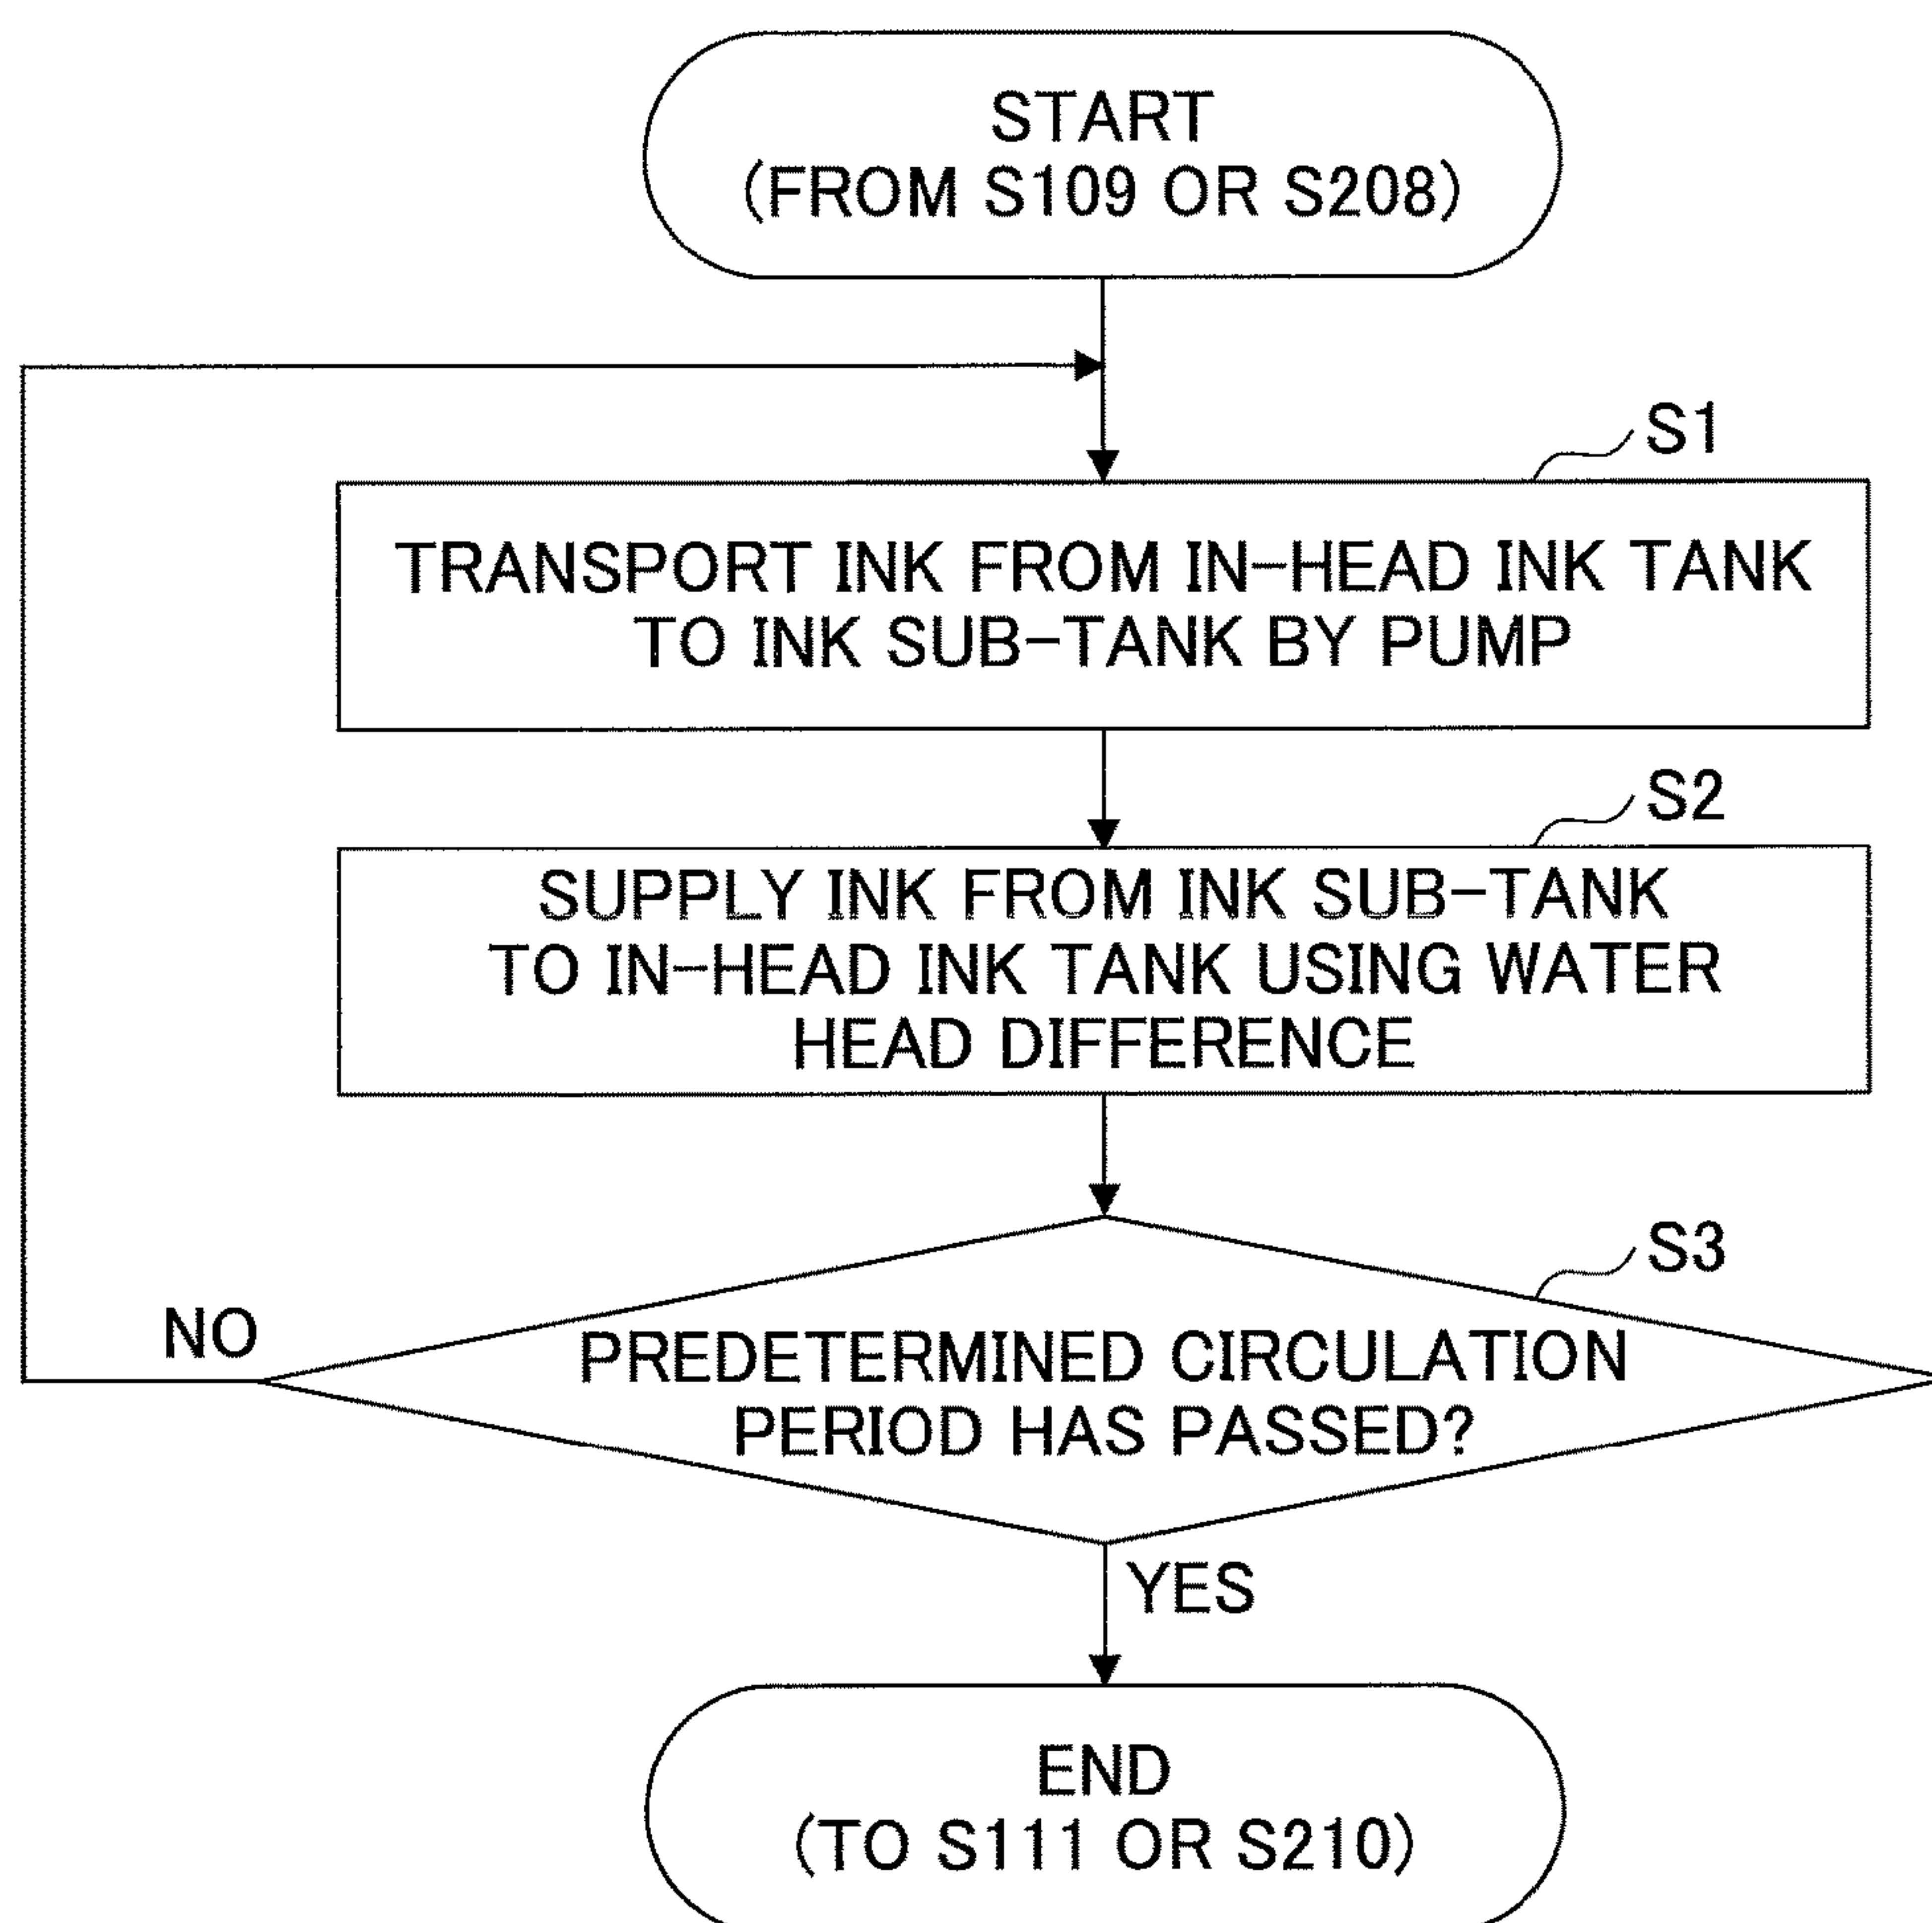 START
(FROM S109 OR S208)
S1
TRANSPORT INK FROM IN-HEAD INK TANK
TO INK SUB-TANK BY PUMP
S2
SUPPLY INK FROM INK SUB-TANK
TO IN-HEAD INK TANK USING WATER
HEAD DIFFERENCE
S3
NO
PREDETERMINED CIRCULATION
PERIOD HAS PASSED?
YES
END
(TO S111 OR S210)